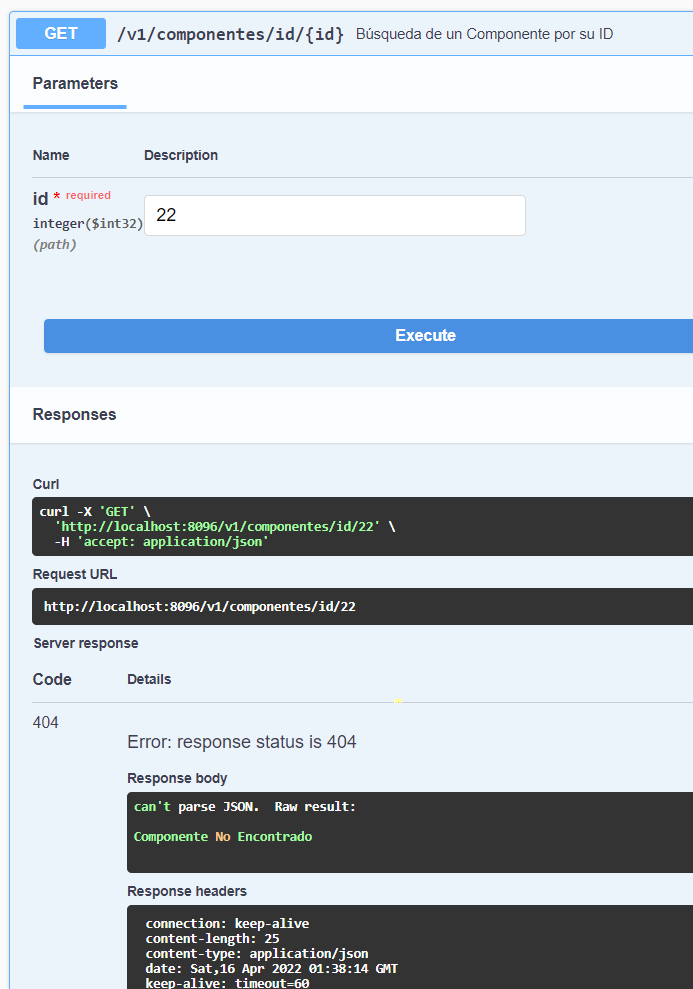 GET /v1/componentes/id/{id} Búsqueda de un Componente por su ID
Parameters
Name Description
id * required
integer($int32)
(path)
22
Execute
Responses
Curl
curl -X 'GET' \
'http://localhost:8096/v1/componentes/id/22' \
-H 'accept: application/json'
Request URL
http://localhost:8096/v1/componentes/id/22
Server response
Code Details
404
Error: response status is 404
Response body
can't parse JSON. Raw result:
Componente No Encontrado
Response headers
connection: keep-alive
content-length: 25
content-type: application/json
date: Sat,16 Apr 2022 01:38:14 GMT
keep-alive: timeout=60